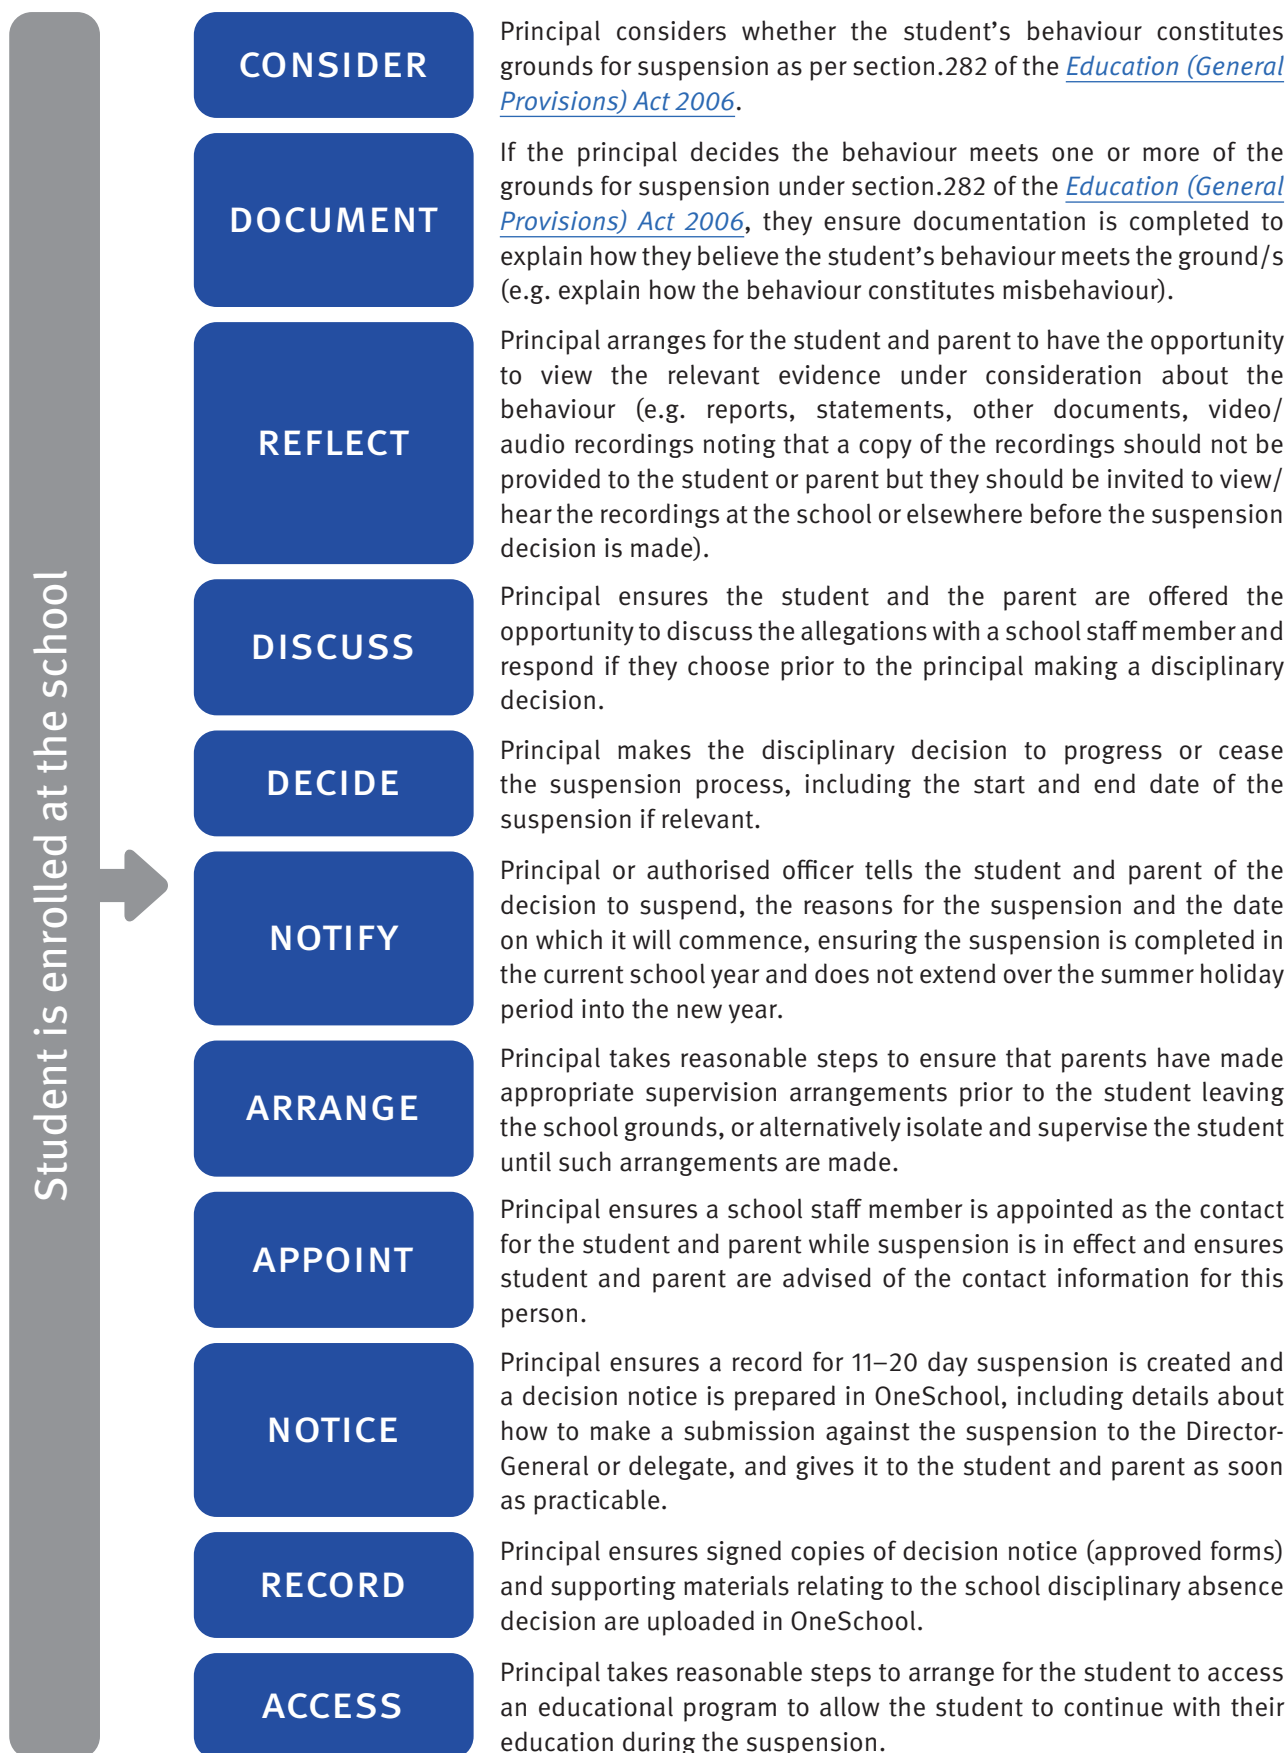 Student is enrolled at the school
CONSIDER
Principal considers whether the student’s behaviour constitutes
grounds for suspension as per section.282 of the Education (General
Provisions) Act 2006.
DOCUMENT
If the principal decides the behaviour meets one or more of the
grounds for suspension under section.282 of the Education (General
Provisions) Act 2006, they ensure documentation is completed to
explain how they believe the student’s behaviour meets the ground/s
(e.g. explain how the behaviour constitutes misbehaviour).
REFLECT
Principal arranges for the student and parent to have the opportunity
to view the relevant evidence under consideration about the
behaviour (e.g. reports, statements, other documents, video/
audio recordings noting that a copy of the recordings should not be
provided to the student or parent but they should be invited to view/
hear the recordings at the school or elsewhere before the suspension
decision is made).
DISCUSS
Principal ensures the student and the parent are offered the
opportunity to discuss the allegations with a school staff member and
respond if they choose prior to the principal making a disciplinary
decision.
DECIDE
Principal makes the disciplinary decision to progress or cease
the suspension process, including the start and end date of the
suspension if relevant.
NOTIFY
Principal or authorised officer tells the student and parent of the
decision to suspend, the reasons for the suspension and the date
on which it will commence, ensuring the suspension is completed in
the current school year and does not extend over the summer holiday
period into the new year.
ARRANGE
Principal takes reasonable steps to ensure that parents have made
appropriate supervision arrangements prior to the student leaving
the school grounds, or alternatively isolate and supervise the student
until such arrangements are made.
APPOINT
Principal ensures a school staff member is appointed as the contact
for the student and parent while suspension is in effect and ensures
student and parent are advised of the contact information for this
person.
NOTICE
Principal ensures a record for 11–20 day suspension is created and
a decision notice is prepared in OneSchool, including details about
how to make a submission against the suspension to the Director-
General or delegate, and gives it to the student and parent as soon
as practicable.
RECORD
Principal ensures signed copies of decision notice (approved forms)
and supporting materials relating to the school disciplinary absence
decision are uploaded in OneSchool.
ACCESS
Principal takes reasonable steps to arrange for the student to access
an educational program to allow the student to continue with their
education during the suspension.